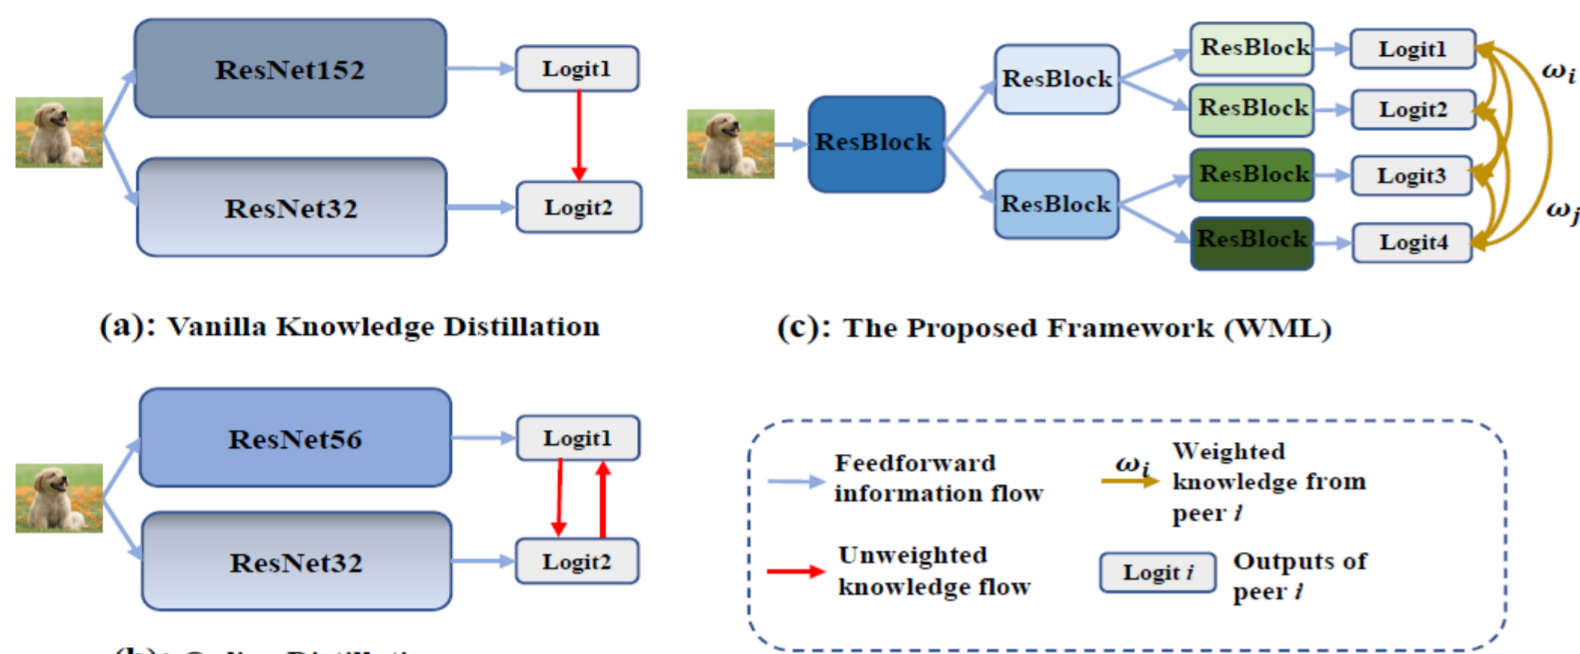 ResNet152
Logit1
ResNet32
Logit2
(a): Vanilla Knowledge Distillation
ResBlock
ResBlock
ResBlock
ResBlock
ResBlock
ResBlock
ResBlock
Logit1
Logit2
Logit3
Logit4
ωi
ωj
(c): The Proposed Framework (WML)
ResNet56
Logit1
ResNet32
Logit2
Feedforward
information flow
Unweighted
knowledge flow
ωi
Weighted
knowledge from
peer i
Logit i
Outputs of
peer i